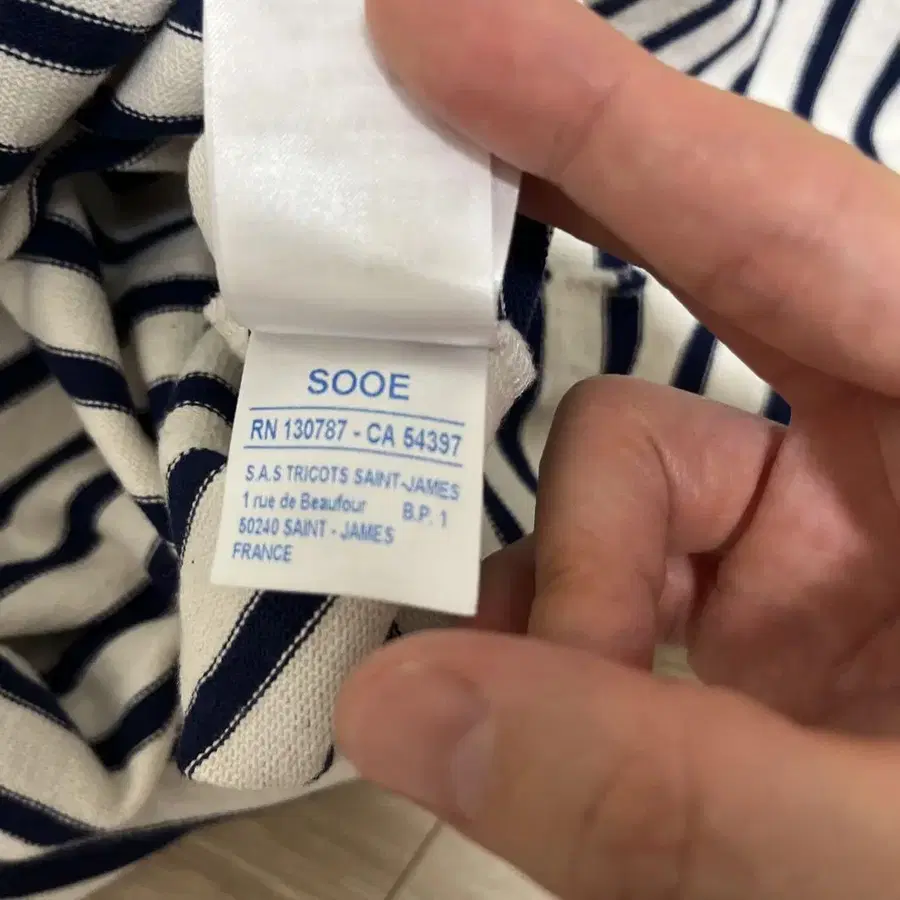 SOOE
RN 130787 - CA 54397
S.A.S TRICOTS SAINT-JAMES
1 rue de Beaufour B.P. 1
50240 SAINT - JAMES
FRANCE